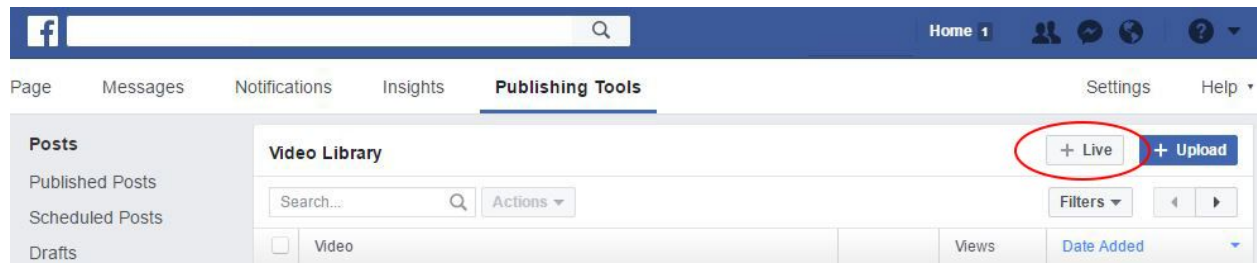 f Home 1 ?
Page Messages Notifications Insights Publishing Tools Settings Help
Posts Video Library + Live + Upload
Published Posts
Search... Actions Filters
Scheduled Posts
Drafts Video Views Date Added